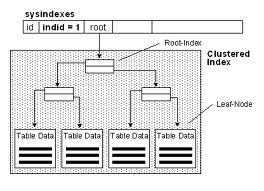 sysindexes
id indid = 1 root
Root-Index
Clustered
Index
Leaf-Node
Table Data Table Data Table Data Table Data